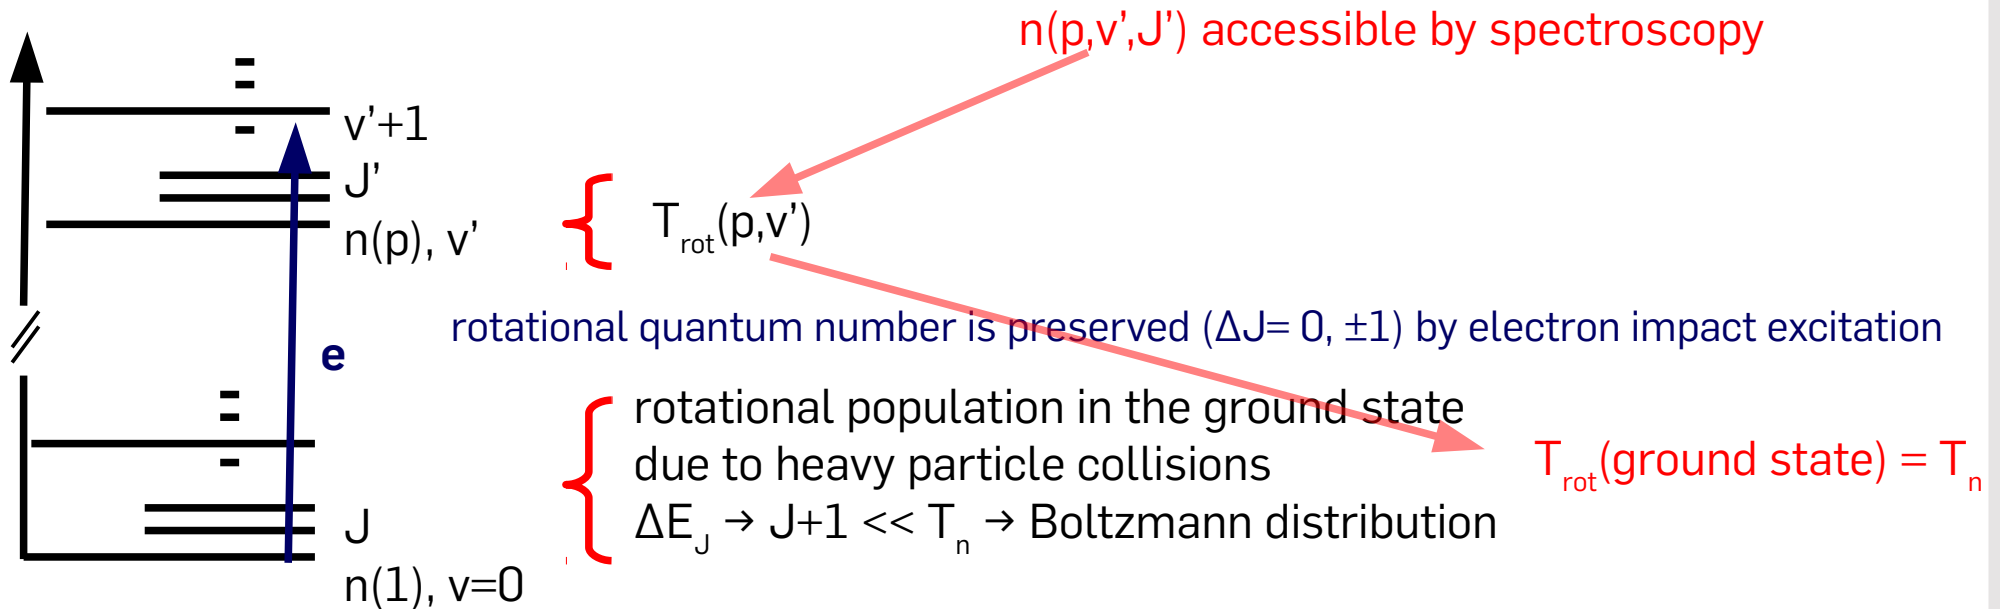 n(p,v’,J’) accessible by spectroscopy
v’+1
J’
n(p), v’
T_rot(p,v’)
rotational quantum number is preserved (ΔJ= 0, ±1) by electron impact excitation
e
rotational population in the ground state
due to heavy particle collisions
ΔE_J → J+1 << T_n → Boltzmann distribution
T_rot(ground state) = T_n
J
n(1), v=0